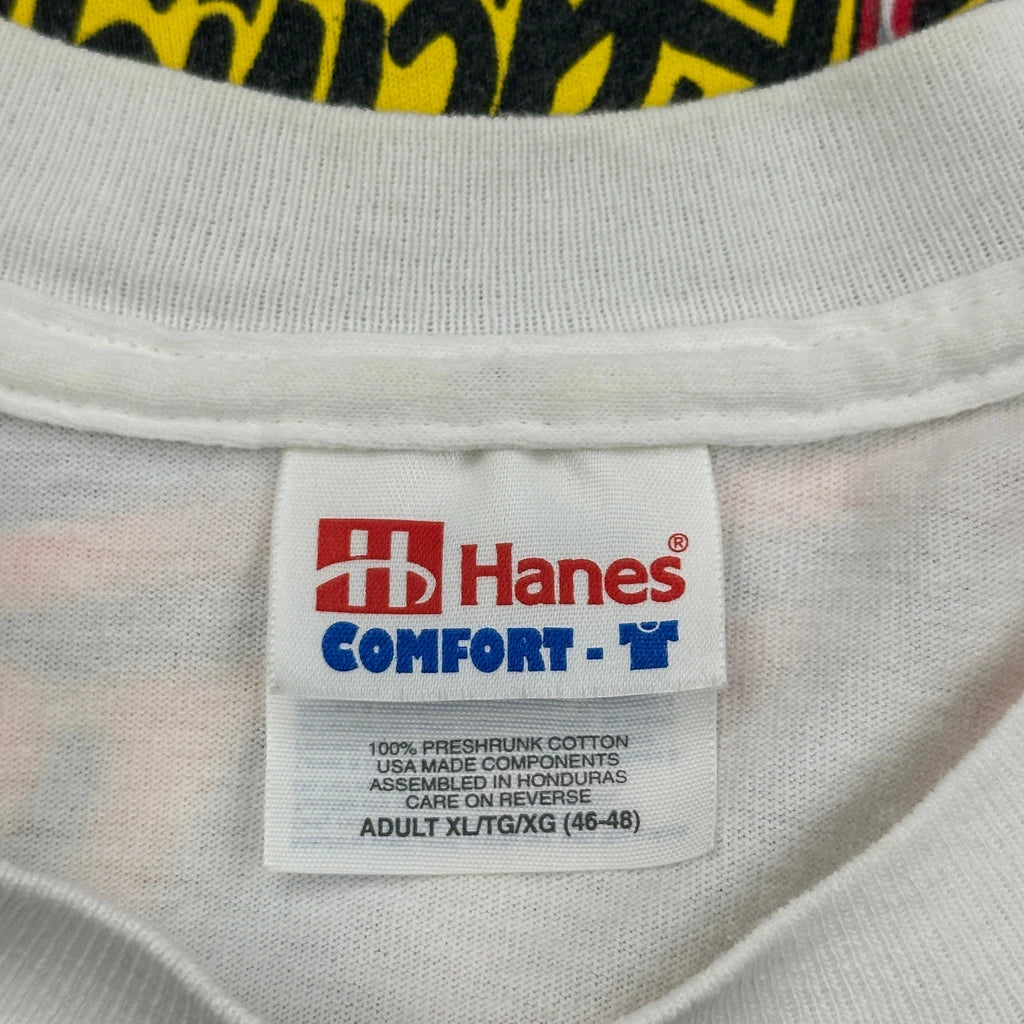 H Hanes®
COMFORT -
100% PRESHRUNK COTTON
USA MADE COMPONENTS
ASSEMBLED IN HONDURAS
CARE ON REVERSE
ADULT XL/TG/XG (46-48)